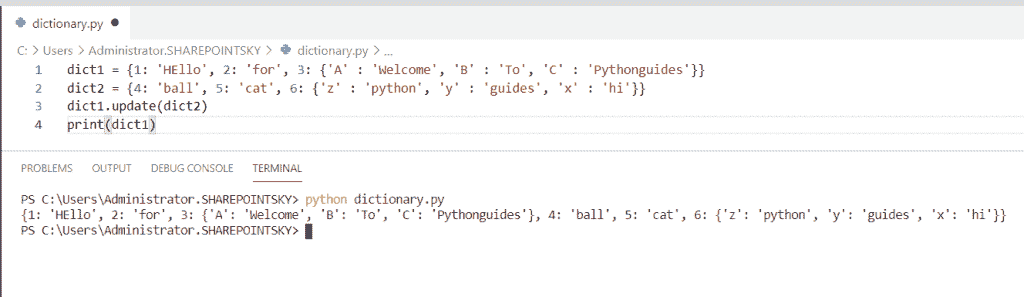 dictionary.py
C: > Users > Administrator.SHAREPOINTSKY > dictionary.py > ...
1 dict1 = {1: 'HEllo', 2: 'for', 3: {'A' : 'Welcome', 'B' : 'To', 'C' : 'Pythonguides'}}
2 dict2 = {4: 'ball', 5: 'cat', 6: {'z' : 'python', 'y' : 'guides', 'x' : 'hi'}}
3 dict1.update(dict2)
4 print(dict1)
PROBLEMS OUTPUT DEBUG CONSOLE TERMINAL
PS C:\Users\Administrator.SHAREPOINTSKY> python dictionary.py
{1: 'HEllo', 2: 'for', 3: {'A': 'Welcome', 'B': 'To', 'C': 'Pythonguides'}, 4: 'ball', 5: 'cat', 6: {'z': 'python', 'y': 'guides', 'x': 'hi'}}
PS C:\Users\Administrator.SHAREPOINTSKY>